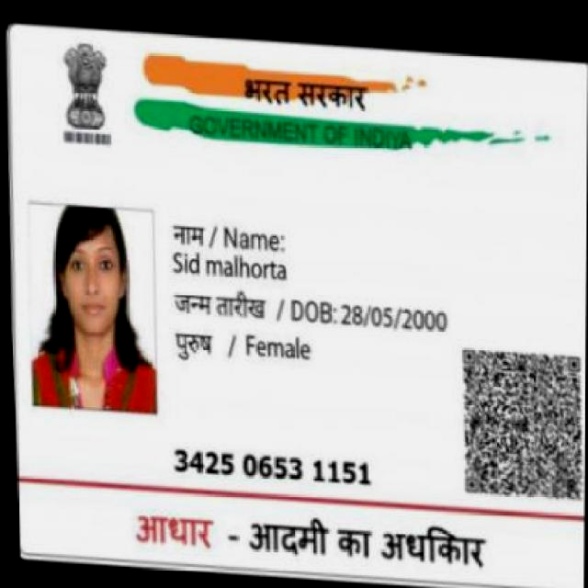 भरत सरकार
GOVERNMENT OF INDIYA
नाम / Name:
Sid malhorta
जन्म तारीख / DOB: 28/05/2000
पुरुष / Female
3425 0653 1151
आधार - आदमी का अधकिार